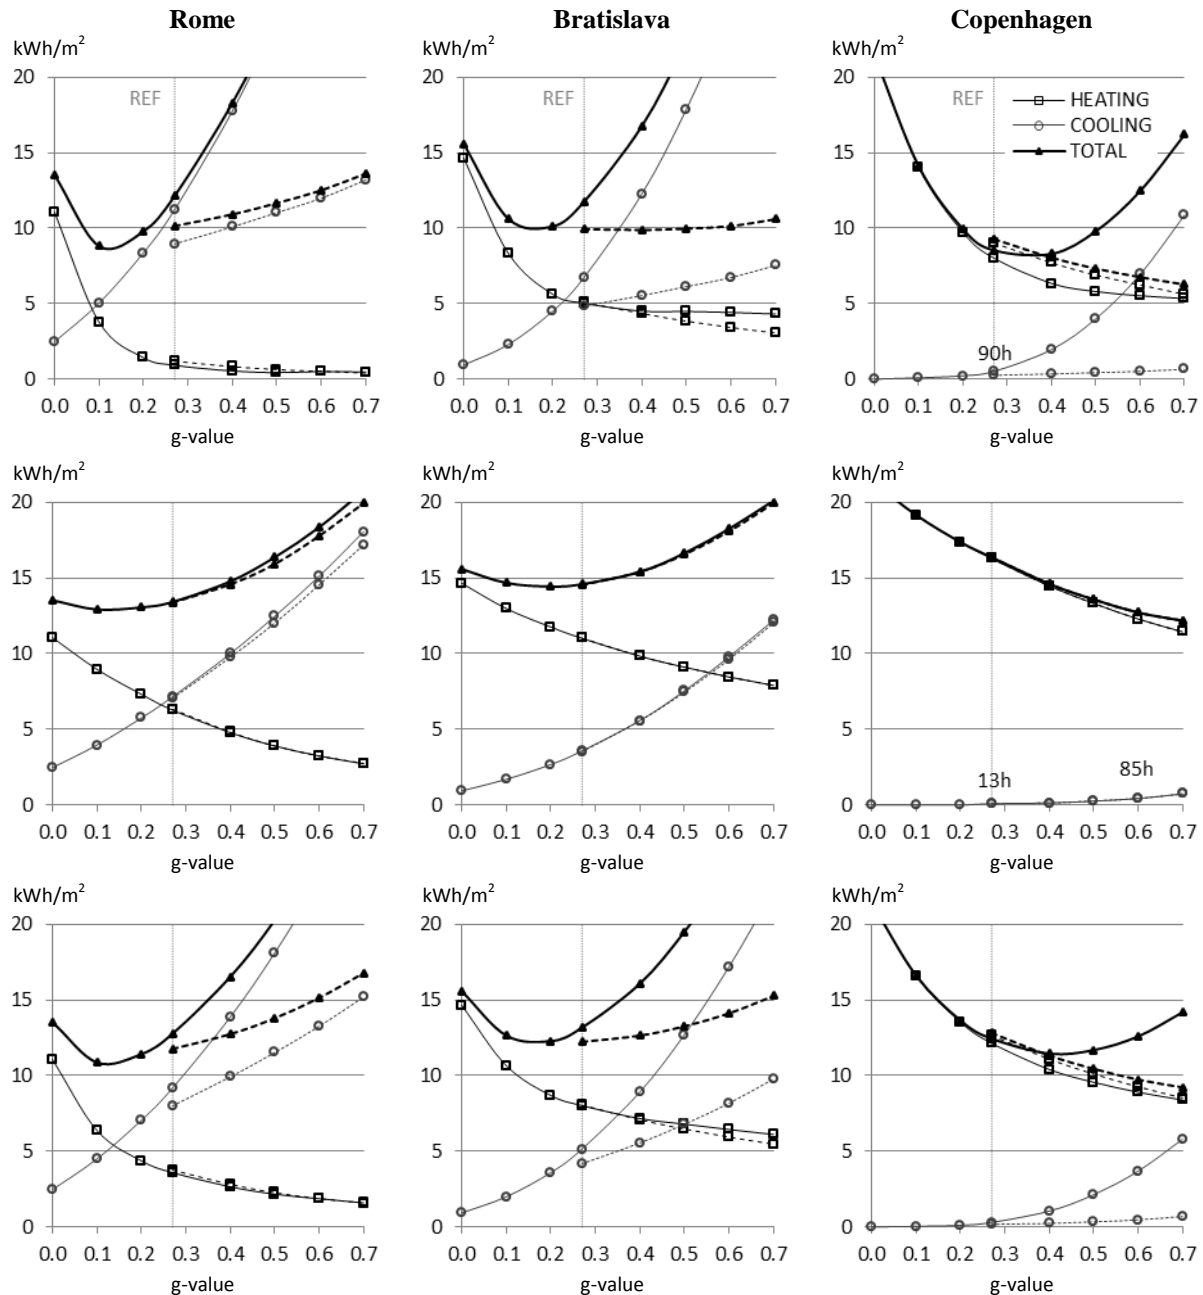 Rome Bratislava Copenhagen
kWh/m² kWh/m² kWh/m²
20 20 20
REF REF REF HEATING
COOLING
15 15 15 TOTAL
10 10 10
5 5 5
90h
0 0 0
0.0 0.1 0.2 0.3 0.4 0.5 0.6 0.7 0.0 0.1 0.2 0.3 0.4 0.5 0.6 0.7 0.0 0.1 0.2 0.3 0.4 0.5 0.6 0.7
g-value g-value g-value
kWh/m² kWh/m² kWh/m²
20 20 20
15 15 15
10 10 10
5 5 5
13h 85h
0 0 0
0.0 0.1 0.2 0.3 0.4 0.5 0.6 0.7 0.0 0.1 0.2 0.3 0.4 0.5 0.6 0.7 0.0 0.1 0.2 0.3 0.4 0.5 0.6 0.7
g-value g-value g-value
kWh/m² kWh/m² kWh/m²
20 20 20
15 15 15
10 10 10
5 5 5
0 0 0
0.0 0.1 0.2 0.3 0.4 0.5 0.6 0.7 0.0 0.1 0.2 0.3 0.4 0.5 0.6 0.7 0.0 0.1 0.2 0.3 0.4 0.5 0.6 0.7
g-value g-value g-value